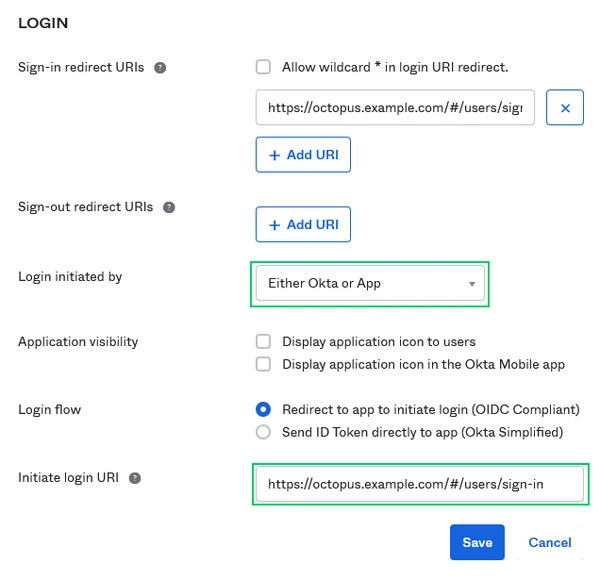 LOGIN
Sign-in redirect URIs ?
Allow wildcard * in login URI redirect.
https://octopus.example.com/#/users/sign
+ Add URI
Sign-out redirect URIs ?
+ Add URI
Login initiated by
Either Okta or App
Application visibility
Display application icon to users
Display application icon in the Okta Mobile app
Login flow
Redirect to app to initiate login (OIDC Compliant)
Send ID Token directly to app (Okta Simplified)
Initiate login URI ?
https://octopus.example.com/#/users/sign-in
Save Cancel